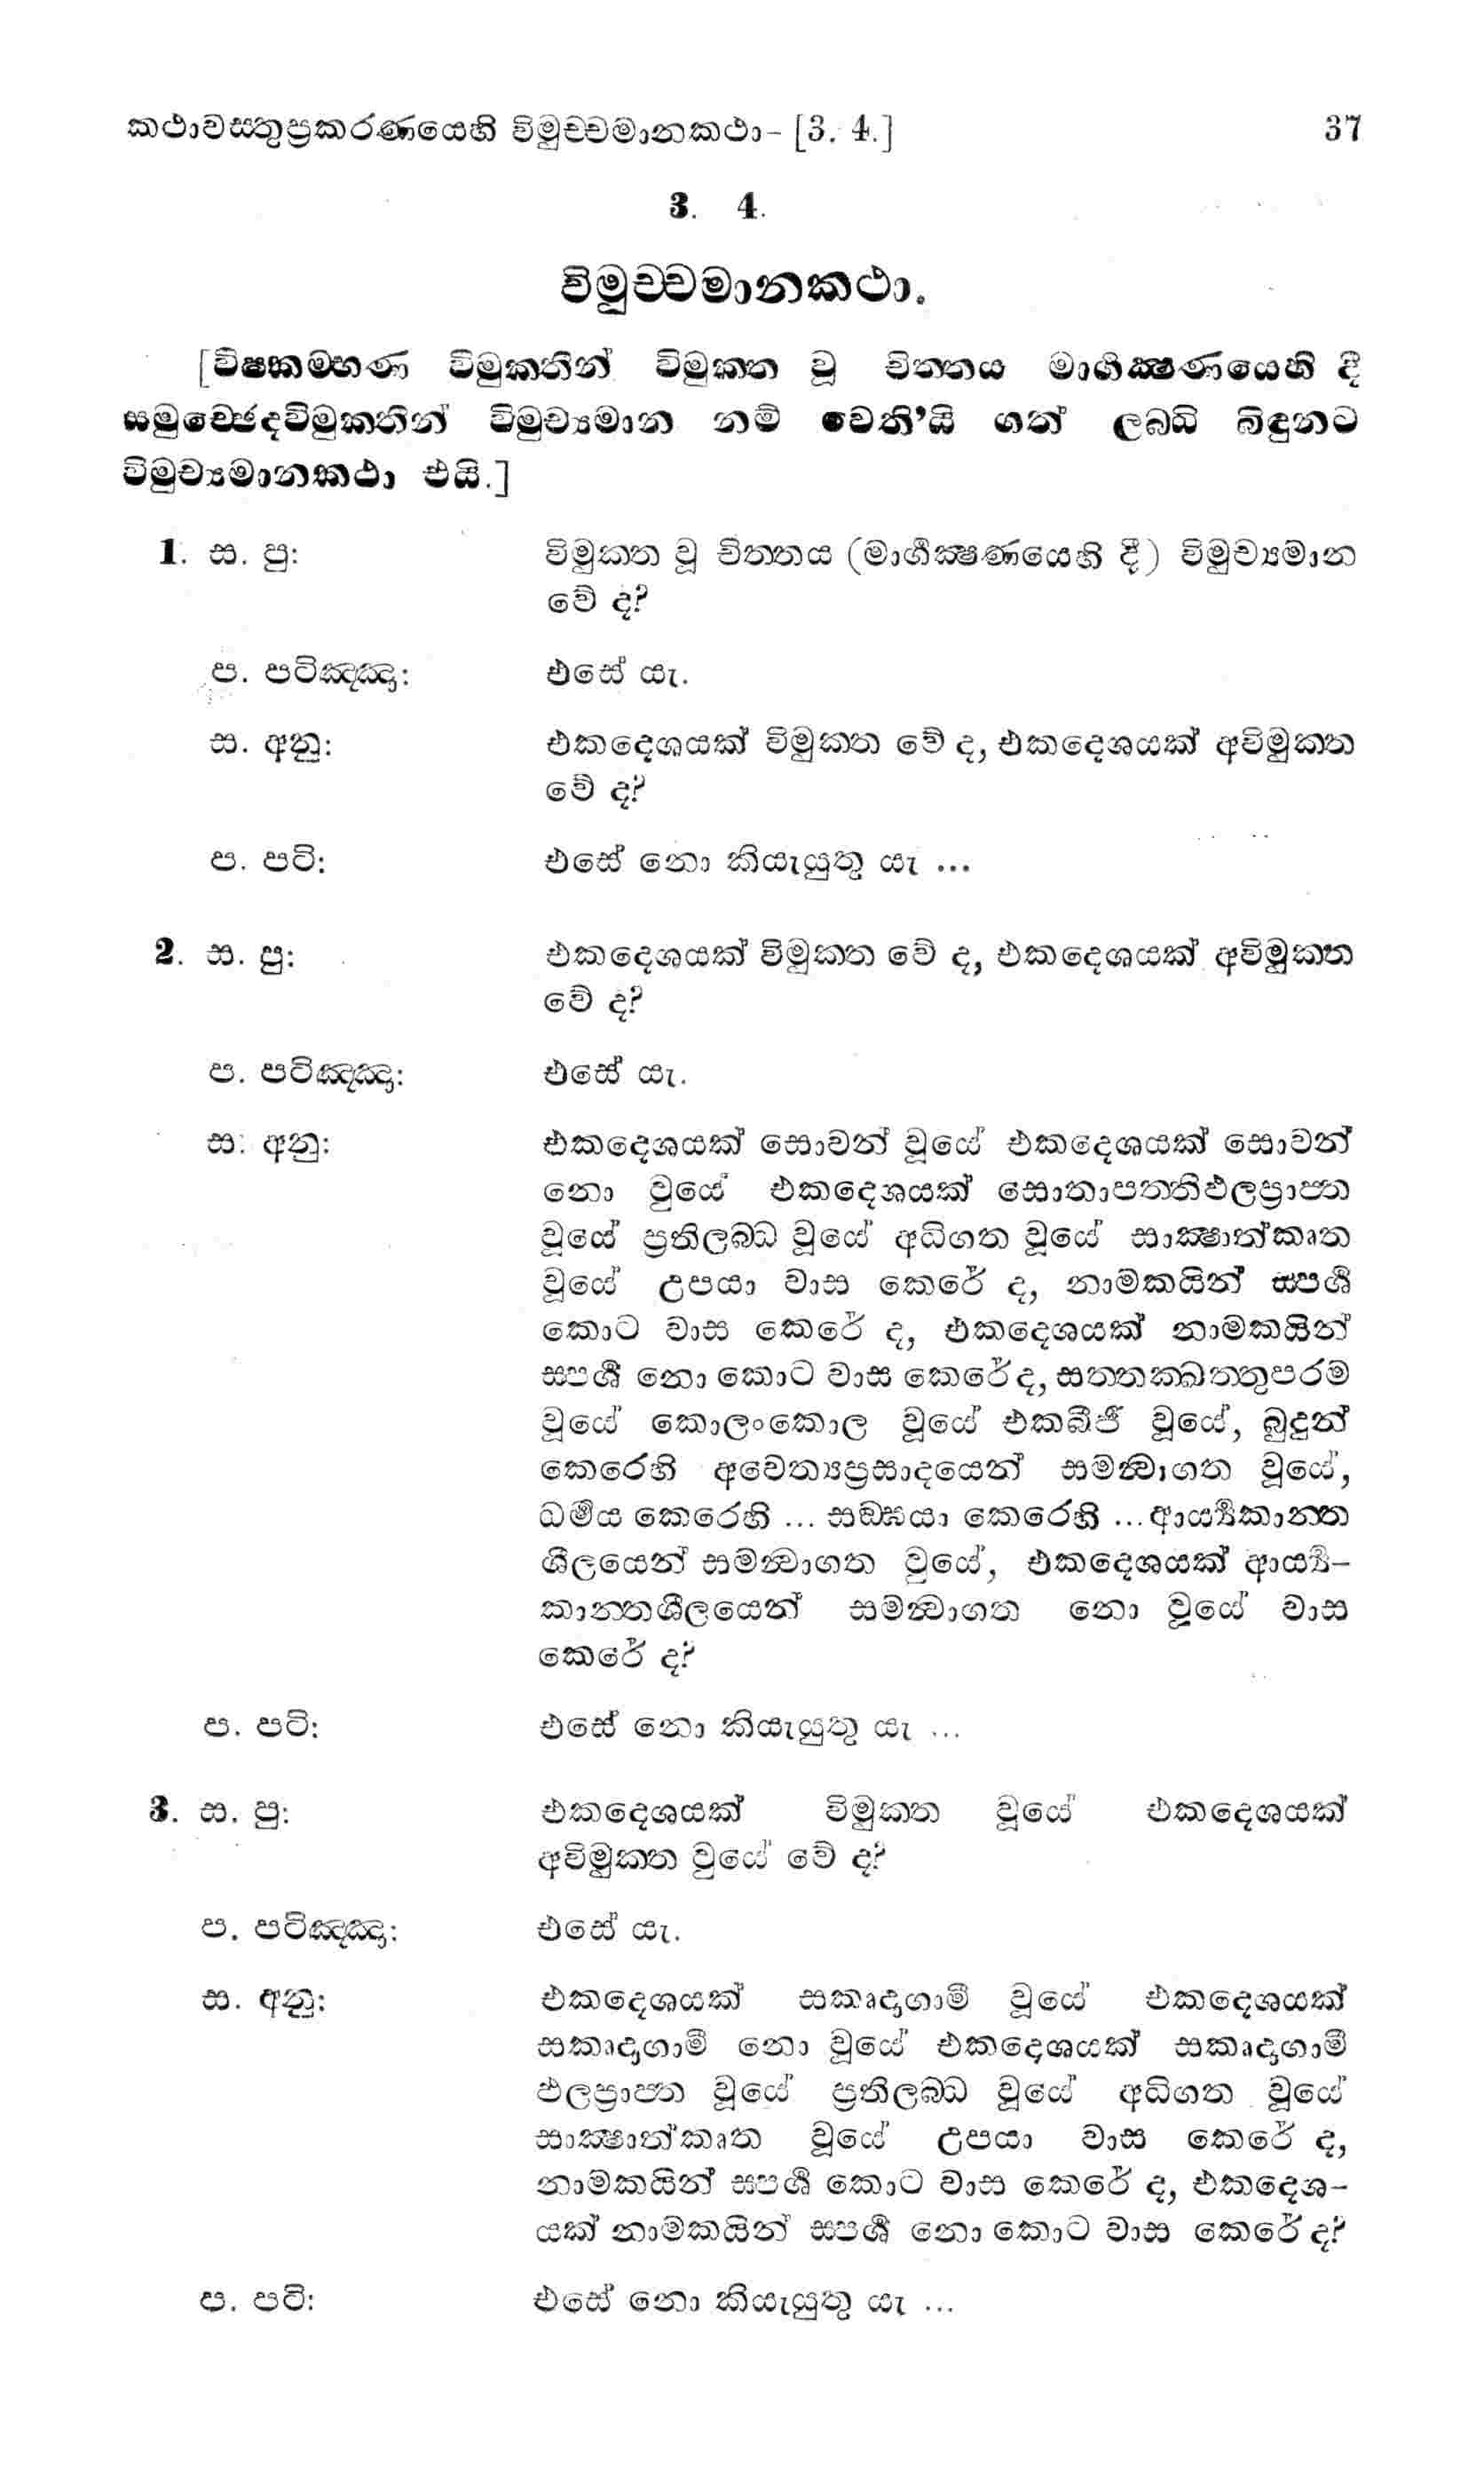 කථාවස්තුප්‍රකරණයෙහි විමුච්චමානකථා- [3. 4.] 37
3. 4.
විමුච්චමානකථා.
[විෂ්කම්භණ විමුක්තීන් විමුක්ත වූ චිත්තය මාර්ගක්ෂණයෙහි දී
සමුච්ඡේදවිමුක්තීන් විමුච්‍යමාන නම් වෙති’යි ගත් ලබ්ධි බිඳුනට
විමුච්‍යමානකථා එයි.]
1. ස. පු: විමුක්ත වූ චිත්තය (මාර්ගක්ෂණයෙහි දී) විමුච්‍යමාන
වේ ද?
ප. පටිඤ්ඤා: එසේ යැ.
ස. අනු: එකදෙශයක් විමුක්ත වේ ද, එකදෙශයක් අවිමුක්ත
වේ ද?
ප. පටි: එසේ නො කියැයුතු යැ ...
2. ස. පු: එකදෙශයක් විමුක්ත වේ ද, එකදෙශයක් අවිමුක්ත
වේ ද?
ප. පටිඤ්ඤා: එසේ යැ.
ස. අනු: එකදෙශයක් සොවන් වූයේ එකදෙශයක් සොවන්
නො වූයේ එකදෙශයක් සොතාපත්තිඵලප්‍රාප්ත
වූයේ ප්‍රතිලබ්ධ වූයේ අධිගත වූයේ සාක්ෂාත්කෘත
වූයේ උපයා වාස කෙරේ ද, නාමකයින් ස්පර්ශ
කොට වාස කෙරේ ද, එකදෙශයක් නාමකයින්
ස්පර්ශ නො කොට වාස කෙරේද, සත්තක්ඛත්තුපරම
වූයේ කොලංකොල වූයේ එකබීජී වූයේ, බුදුන්
කෙරෙහි අවෙත්‍යප්‍රසාදයෙන් සමන්වාගත වූයේ,
ධර්මය කෙරෙහි ... සඞ්ඝයා කෙරෙහි ... ආර්‍ය්‍යකාන්ත
ශීලයෙන් සමන්වාගත වූයේ, එකදෙශයක් ආර්‍ය්‍ය-
කාන්තශීලයෙන් සමන්වාගත නො වූයේ වාස
කෙරේ ද?
ප. පටි: එසේ නො කියැයුතු යැ ...
3. ස. පු: එකදෙශයක් විමුක්ත වූයේ එකදෙශයක්
අවිමුක්ත වූයේ වේ ද?
ප. පටිඤ්ඤා: එසේ යැ.
ස. අනු: එකදෙශයක් සකෘදාගාමී වූයේ එකදෙශයක්
සකෘදාගාමී නො වූයේ එකදෙශයක් සකෘදාගාමී
ඵලප්‍රාප්ත වූයේ ප්‍රතිලබ්ධ වූයේ අධිගත වූයේ
සාක්ෂාත්කෘත වූයේ උපයා වාස කෙරේ ද,
නාමකයින් ස්පර්ශ කොට වාස කෙරේ ද, එකදෙශ-
යක් නාමකයින් ස්පර්ශ නො කොට වාස කෙරේ ද?
ප. පටි: එසේ නො කියැයුතු යැ ...